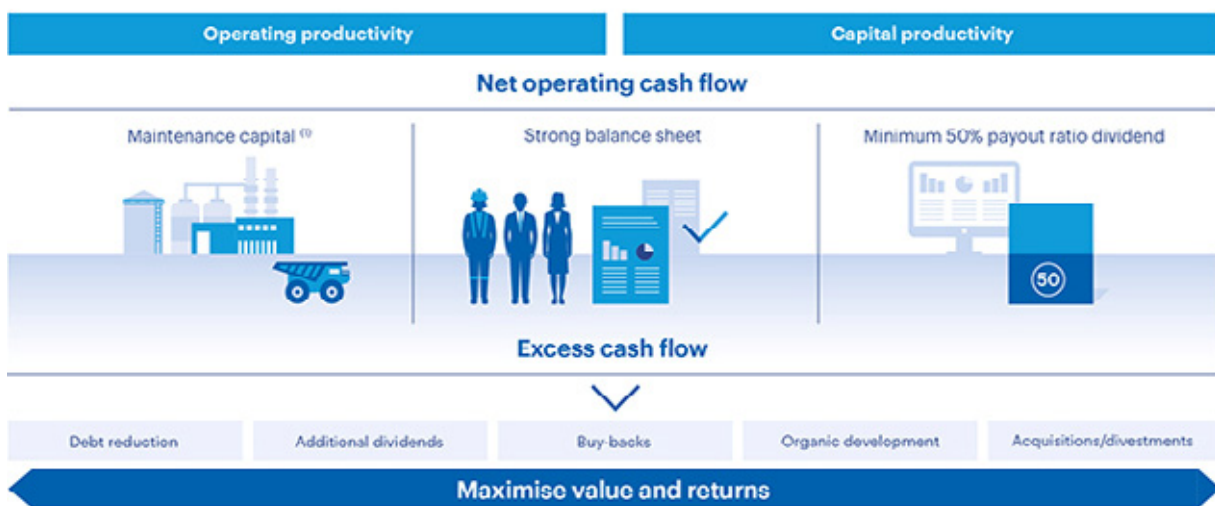 Operating productivity
Capital productivity
Net operating cash flow
Maintenance capital (1)
Strong balance sheet
Minimum 50% payout ratio dividend
50
Excess cash flow
Debt reduction
Additional dividends
Buy-backs
Organic development
Acquisitions/divestments
Maximise value and returns